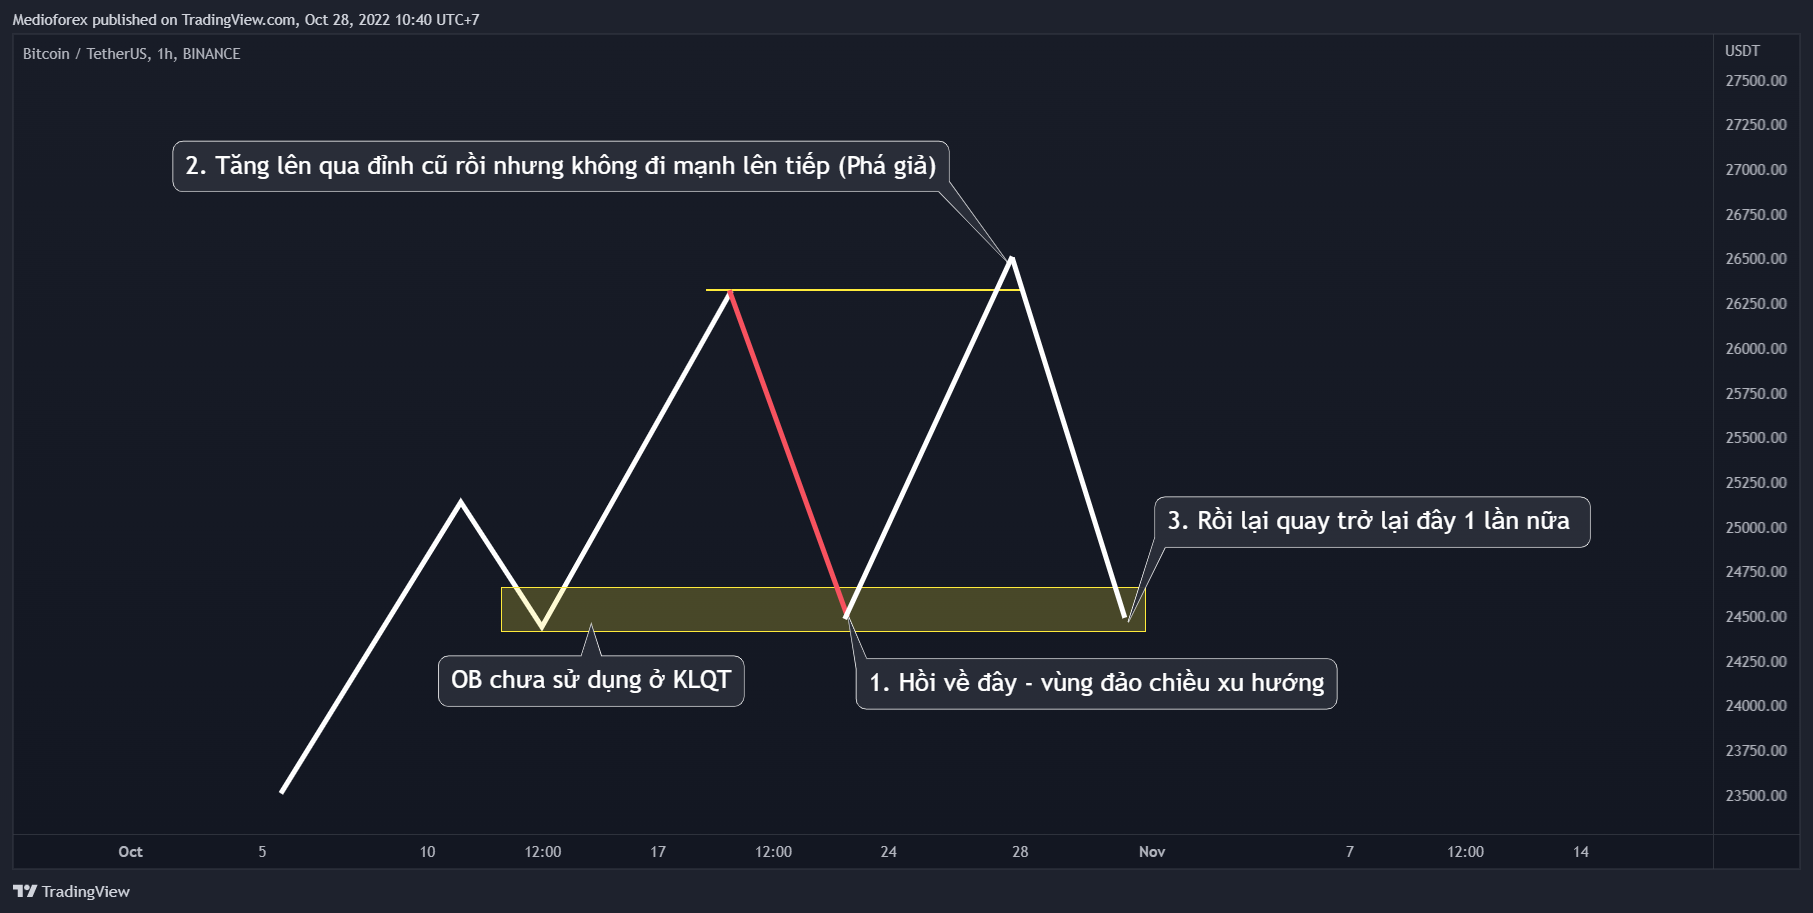 Medioforex published on TradingView.com, Oct 28, 2022 10:40 UTC+7
Bitcoin / TetherUS, 1h, BINANCE
USDT
27500.00
27250.00
2. Tăng lên qua đỉnh cũ rồi nhưng không đi mạnh lên tiếp (Phá giả)
27000.00
26750.00
26500.00
26250.00
26000.00
25750.00
25500.00
25250.00
3. Rồi lại quay trở lại đây 1 lần nữa
25000.00
24750.00
24500.00
OB chưa sử dụng ở KLQT
1. Hồi về đây - vùng đảo chiều xu hướng
24250.00
24000.00
23750.00
23500.00
Oct 5 10 12:00 17 12:00 24 28 Nov 7 12:00 14
TradingView